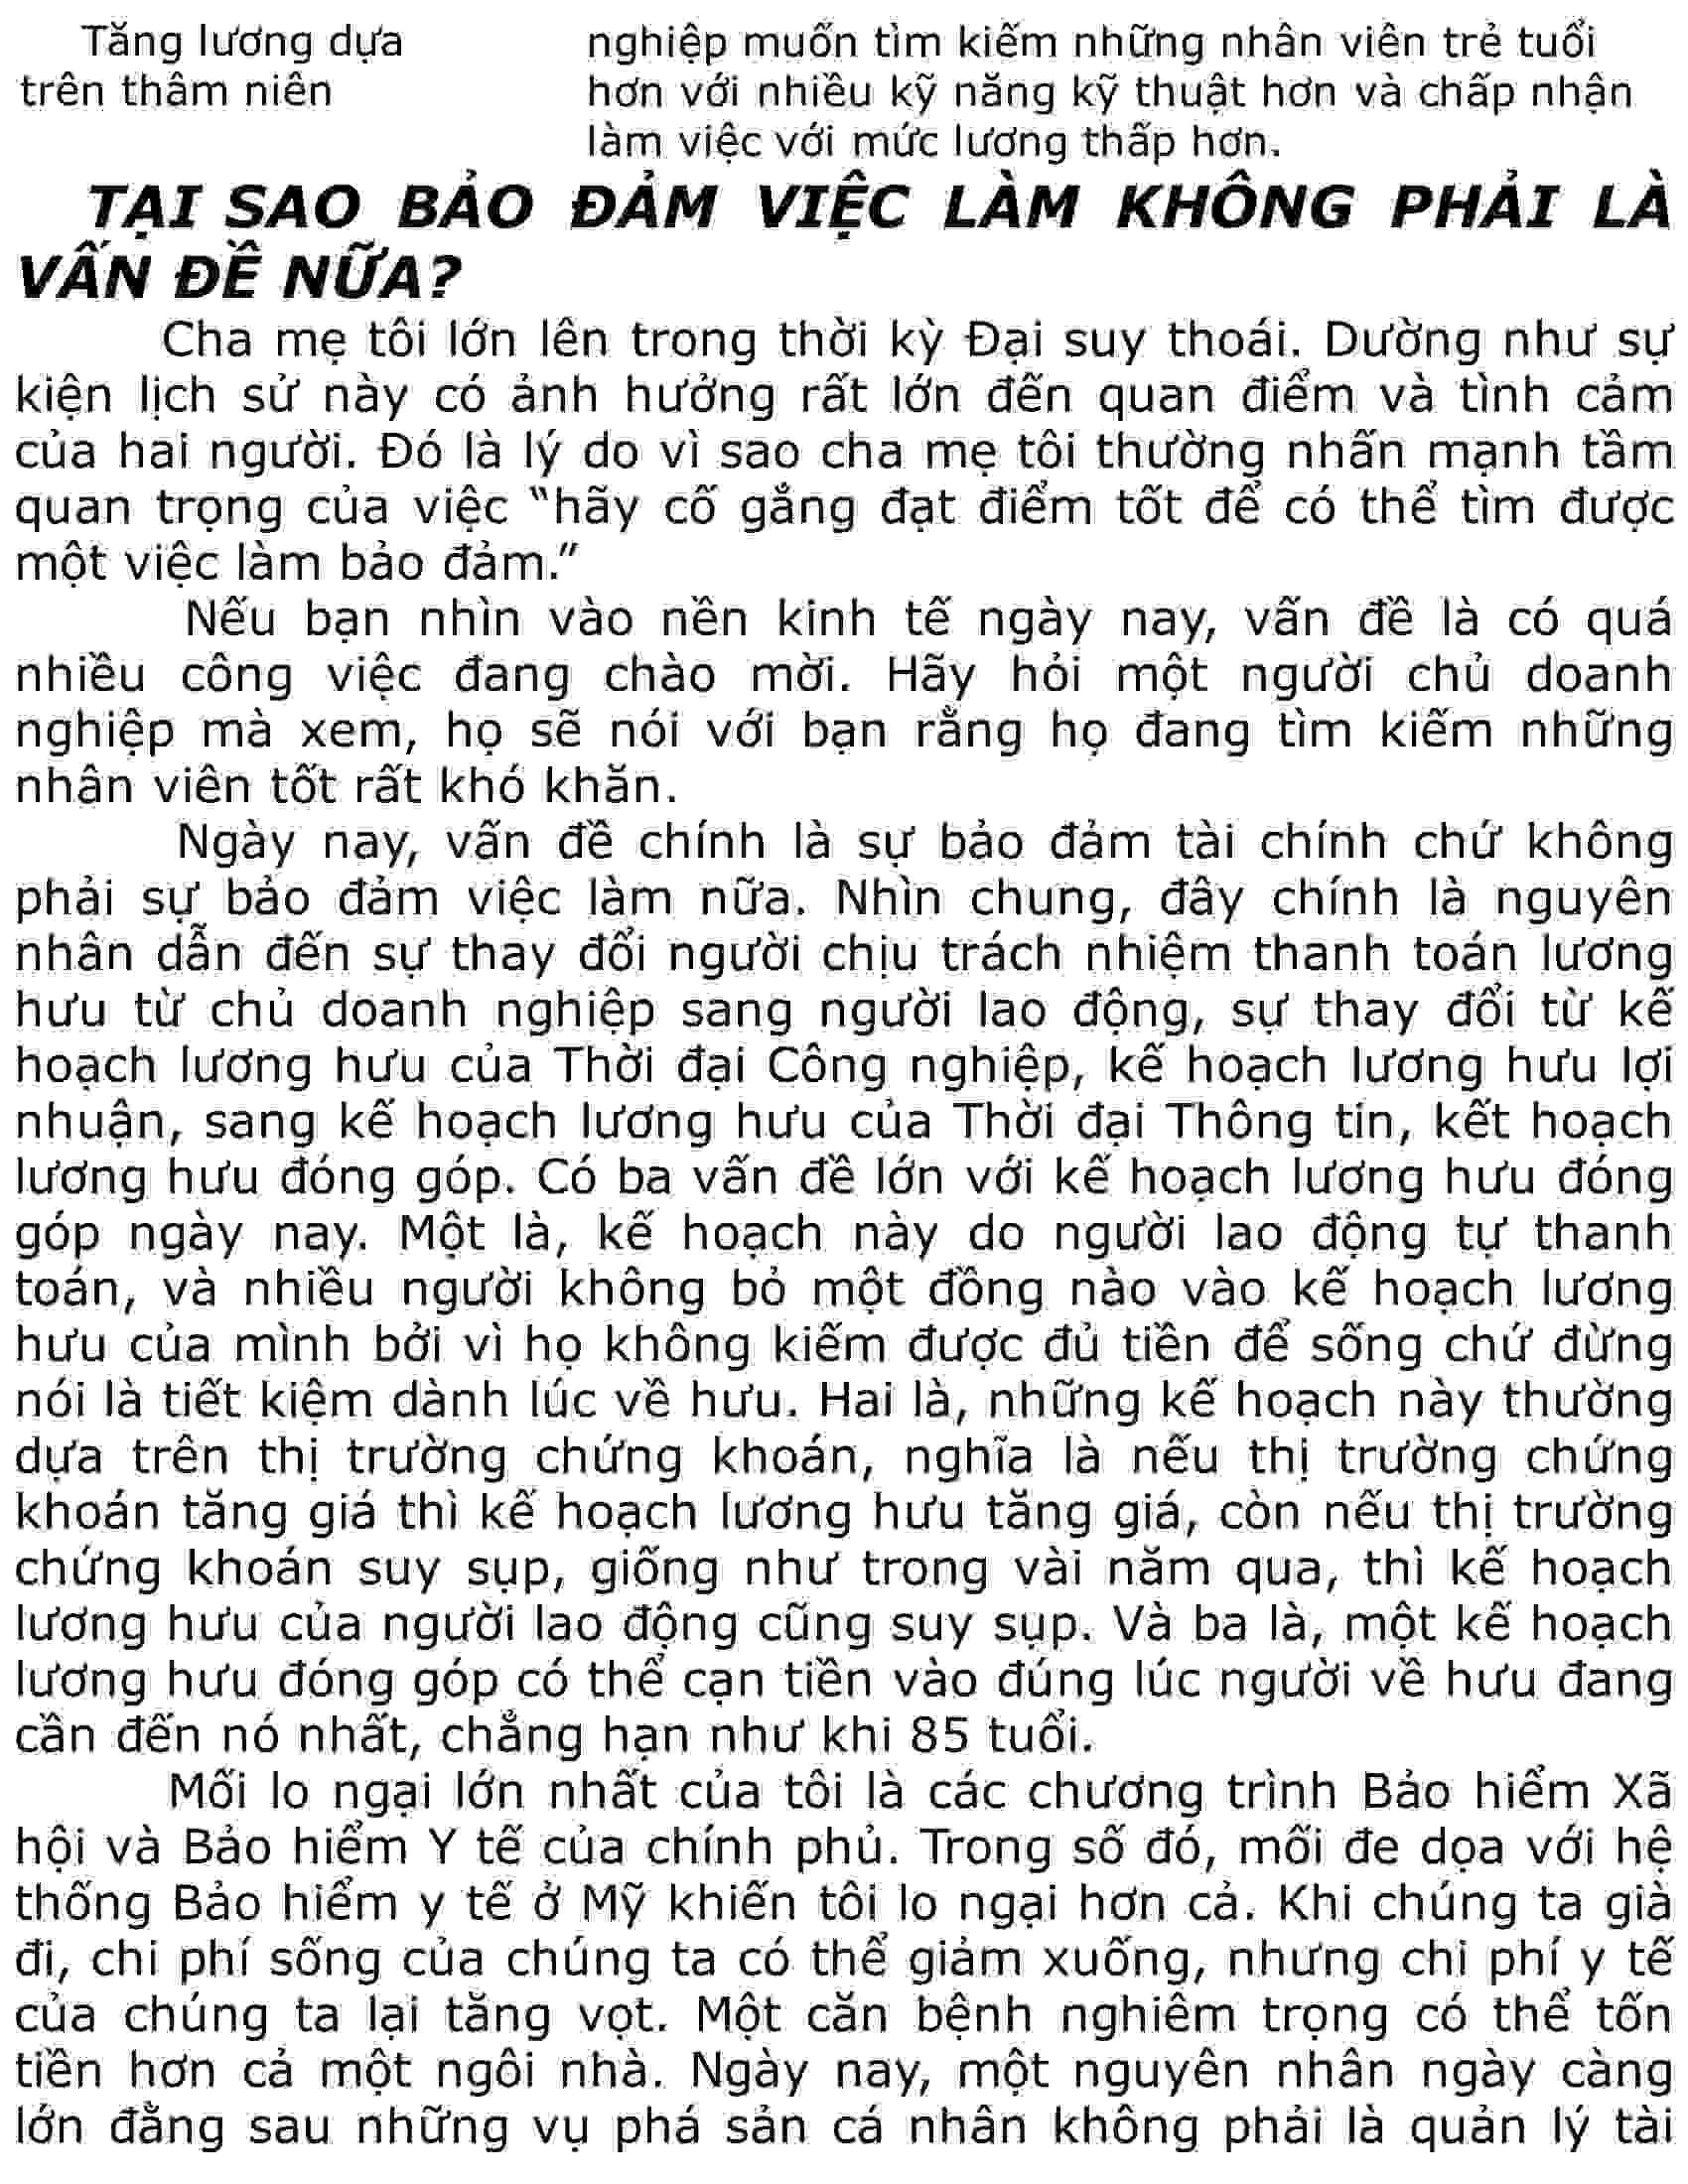 Tăng lương dựa
trên thâm niên
nghiệp muốn tìm kiếm những nhân viên trẻ tuổi
hơn với nhiều kỹ năng kỹ thuật hơn và chấp nhận
làm việc với mức lương thấp hơn.
TẠI SAO BẢO ĐẢM VIỆC LÀM KHÔNG PHẢI LÀ
VẤN ĐỀ NỮA?
Cha mẹ tôi lớn lên trong thời kỳ Đại suy thoái. Dường như sự
kiện lịch sử này có ảnh hưởng rất lớn đến quan điểm và tình cảm
của hai người. Đó là lý do vì sao cha mẹ tôi thường nhấn mạnh tầm
quan trọng của việc “hãy cố gắng đạt điểm tốt để có thể tìm được
một việc làm bảo đảm.”
Nếu bạn nhìn vào nền kinh tế ngày nay, vấn đề là có quá
nhiều công việc đang chào mời. Hãy hỏi một người chủ doanh
nghiệp mà xem, họ sẽ nói với bạn rằng họ đang tìm kiếm những
nhân viên tốt rất khó khăn.
Ngày nay, vấn đề chính là sự bảo đảm tài chính chứ không
phải sự bảo đảm việc làm nữa. Nhìn chung, đây chính là nguyên
nhân dẫn đến sự thay đổi người chịu trách nhiệm thanh toán lương
hưu từ chủ doanh nghiệp sang người lao động, sự thay đổi từ kế
hoạch lương hưu của Thời đại Công nghiệp, kế hoạch lương hưu lợi
nhuận, sang kế hoạch lương hưu của Thời đại Thông tin, kết hoạch
lương hưu đóng góp. Có ba vấn đề lớn với kế hoạch lương hưu đóng
góp ngày nay. Một là, kế hoạch này do người lao động tự thanh
toán, và nhiều người không bỏ một đồng nào vào kế hoạch lương
hưu của mình bởi vì họ không kiếm được đủ tiền để sống chứ đừng
nói là tiết kiệm dành lúc về hưu. Hai là, những kế hoạch này thường
dựa trên thị trường chứng khoán, nghĩa là nếu thị trường chứng
khoán tăng giá thì kế hoạch lương hưu tăng giá, còn nếu thị trường
chứng khoán suy sụp, giống như trong vài năm qua, thì kế hoạch
lương hưu của người lao động cũng suy sụp. Và ba là, một kế hoạch
lương hưu đóng góp có thể cạn tiền vào đúng lúc người về hưu đang
cần đến nó nhất, chẳng hạn như khi 85 tuổi.
Mối lo ngại lớn nhất của tôi là các chương trình Bảo hiểm Xã
hội và Bảo hiểm Y tế của chính phủ. Trong số đó, mối đe dọa với hệ
thống Bảo hiểm y tế ở Mỹ khiến tôi lo ngại hơn cả. Khi chúng ta già
đi, chi phí sống của chúng ta có thể giảm xuống, nhưng chi phí y tế
của chúng ta lại tăng vọt. Một căn bệnh nghiêm trọng có thể tốn
tiền hơn cả một ngôi nhà. Ngày nay, một nguyên nhân ngày càng
lớn đằng sau những vụ phá sản cá nhân không phải là quản lý tài